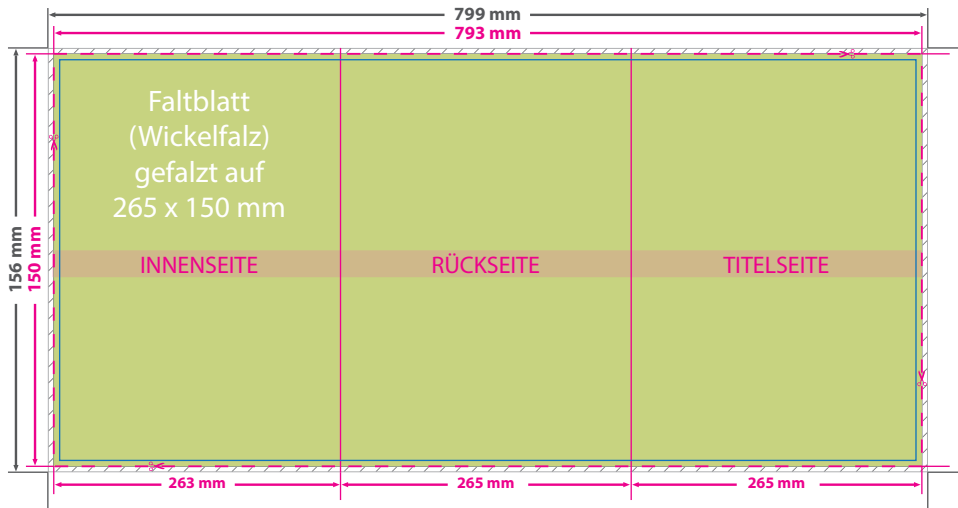 799 mm
793 mm
Faltblatt
(Wickelfalz)
gefalzt auf
265 x 150 mm
156 mm
150 mm
INNENSEITE
RÜCKSEITE
TITELSEITE
263 mm
265 mm
265 mm